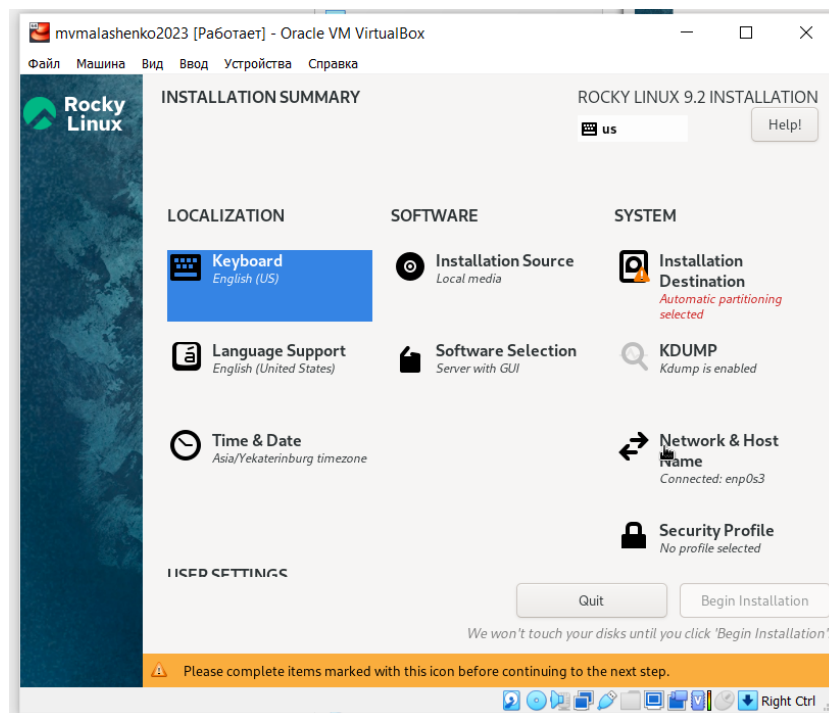 mvmalashenko2023 [Работает] - Oracle VM VirtualBox
Файл Машина Вид Ввод Устройства Справка
Rocky
Linux
INSTALLATION SUMMARY
ROCKY LINUX 9.2 INSTALLATION
us
Help!
LOCALIZATION
Keyboard
English (US)
Language Support
English (United States)
Time & Date
Asia/Yekaterinburg timezone
SOFTWARE
Installation Source
Local media
Software Selection
Server with GUI
SYSTEM
Installation
Destination
Automatic partitioning
selected
KDUMP
Kdump is enabled
Network & Host
Name
Connected: enp0s3
Security Profile
No profile selected
USER SETTINGS
Quit
Begin Installation
We won't touch your disks until you click 'Begin Installation'
Please complete items marked with this icon before continuing to the next step.
Right Ctrl